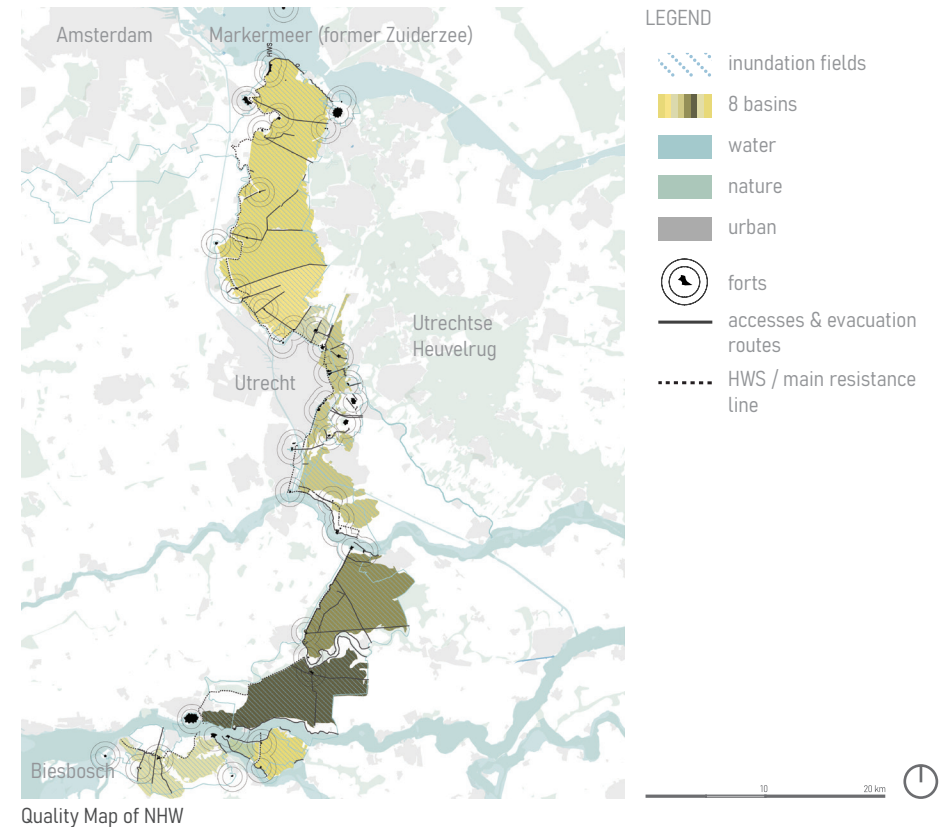 Amsterdam
Markermeer (former Zuiderzee)
HWS
Utrechtse
Heuvelrug
Utrecht
Biesbosch
Quality Map of NHW
LEGEND
inundation fields
8 basins
water
nature
urban
forts
accesses & evacuation
routes
HWS / main resistance
line
10
20 km